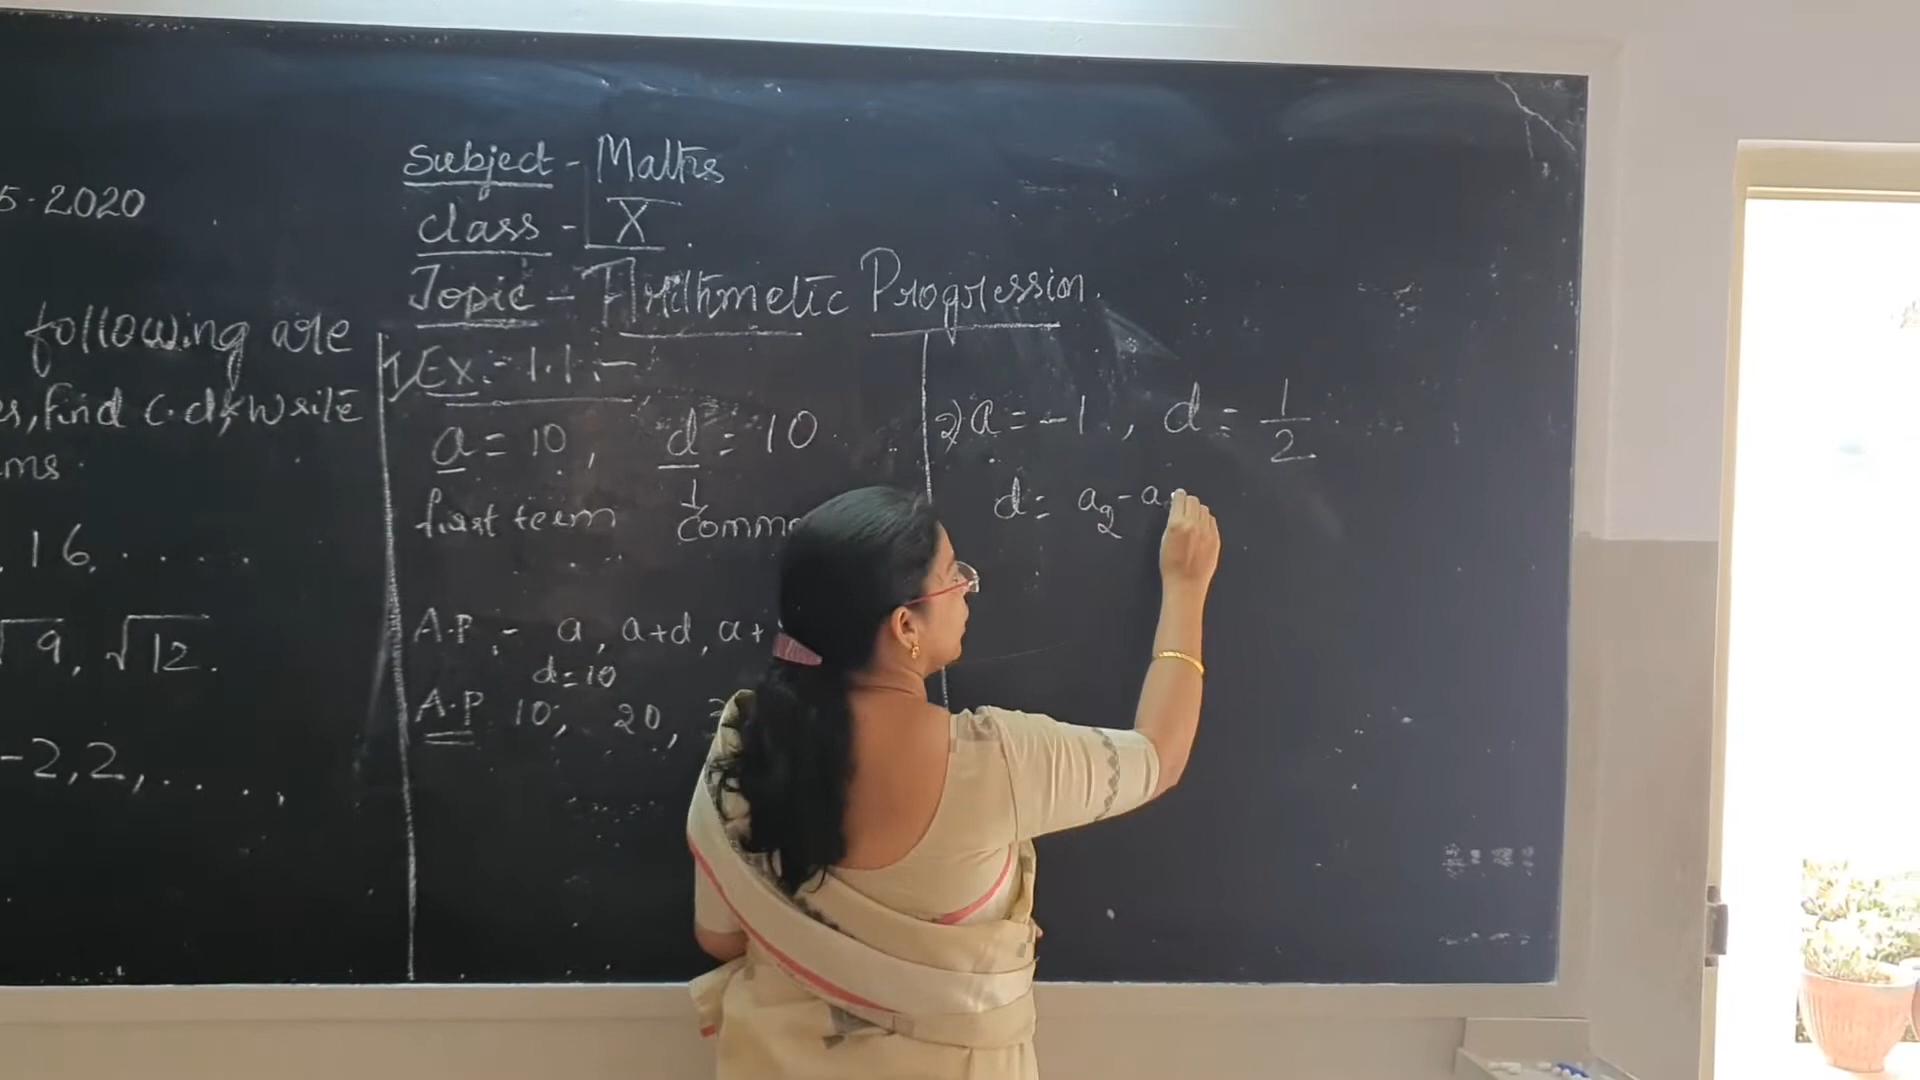 5-2020
following are
es, find c.d & write
ms.
16, . . . .
√9, √12.
-2, 2, . . . . ,
Subject - Maths
Class - X
Topic - Arithmetic Progression.
1) Ex:- 1.1:-
a = 10, d = 10
first term
A.P :- a, a+d, a+
d = 10
A.P 10, 20,
2) a = -1, d = 1/2
d = a₂ - a